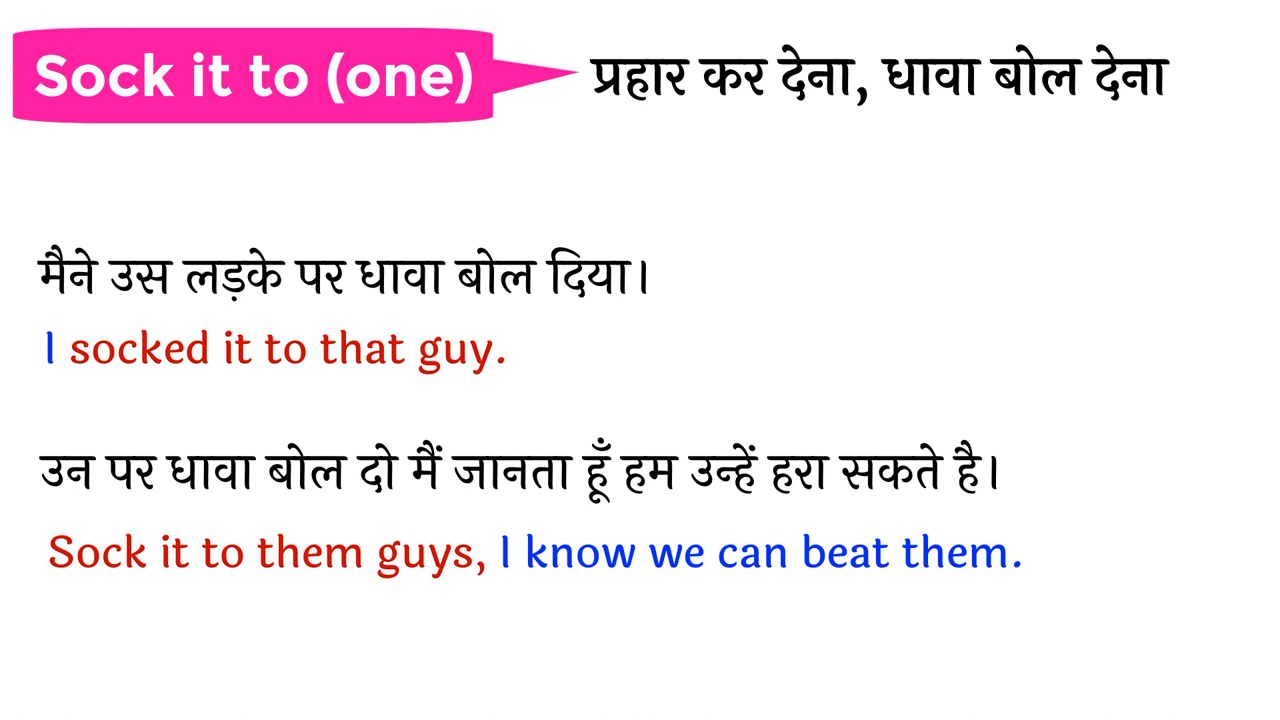 Sock it to (one) प्रहार कर देना, धावा बोल देना
मैने उस लड़के पर धावा बोल दिया।
I socked it to that guy.
उन पर धावा बोल दो मैं जानता हूँ हम उन्हें हरा सकते है।
Sock it to them guys, I know we can beat them.